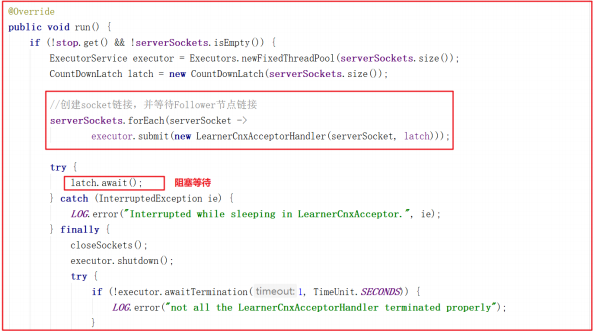 @Override
public void run() {
if (!stop.get() && !serverSockets.isEmpty()) {
ExecutorService executor = Executors.newFixedThreadPool(serverSockets.size());
CountDownLatch latch = new CountDownLatch(serverSockets.size());
//创建socket链接，并等待Follower节点链接
serverSockets.forEach(serverSocket ->
executor.submit(new LearnerCnxAcceptorHandler(serverSocket, latch)));
try {
latch.await(); 阻塞等待
} catch (InterruptedException ie) {
LOG.error("Interrupted while sleeping in LearnerCnxAcceptor.", ie);
} finally {
closeSockets();
executor.shutdown();
try {
if (!executor.awaitTermination( timeout: 1, TimeUnit.SECONDS)) {
LOG.error("not all the LearnerCnxAcceptorHandler terminated properly");
}